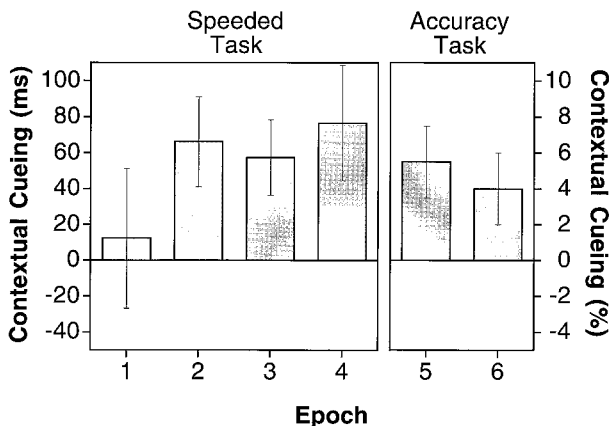 Speeded
Task
Accuracy
Task
Contextual Cueing (ms)
100
80
60
40
20
0
-20
-40
10
8
6
4
2
0
-2
-4
Contextual Cueing (%)
1 2 3 4 5 6
Epoch